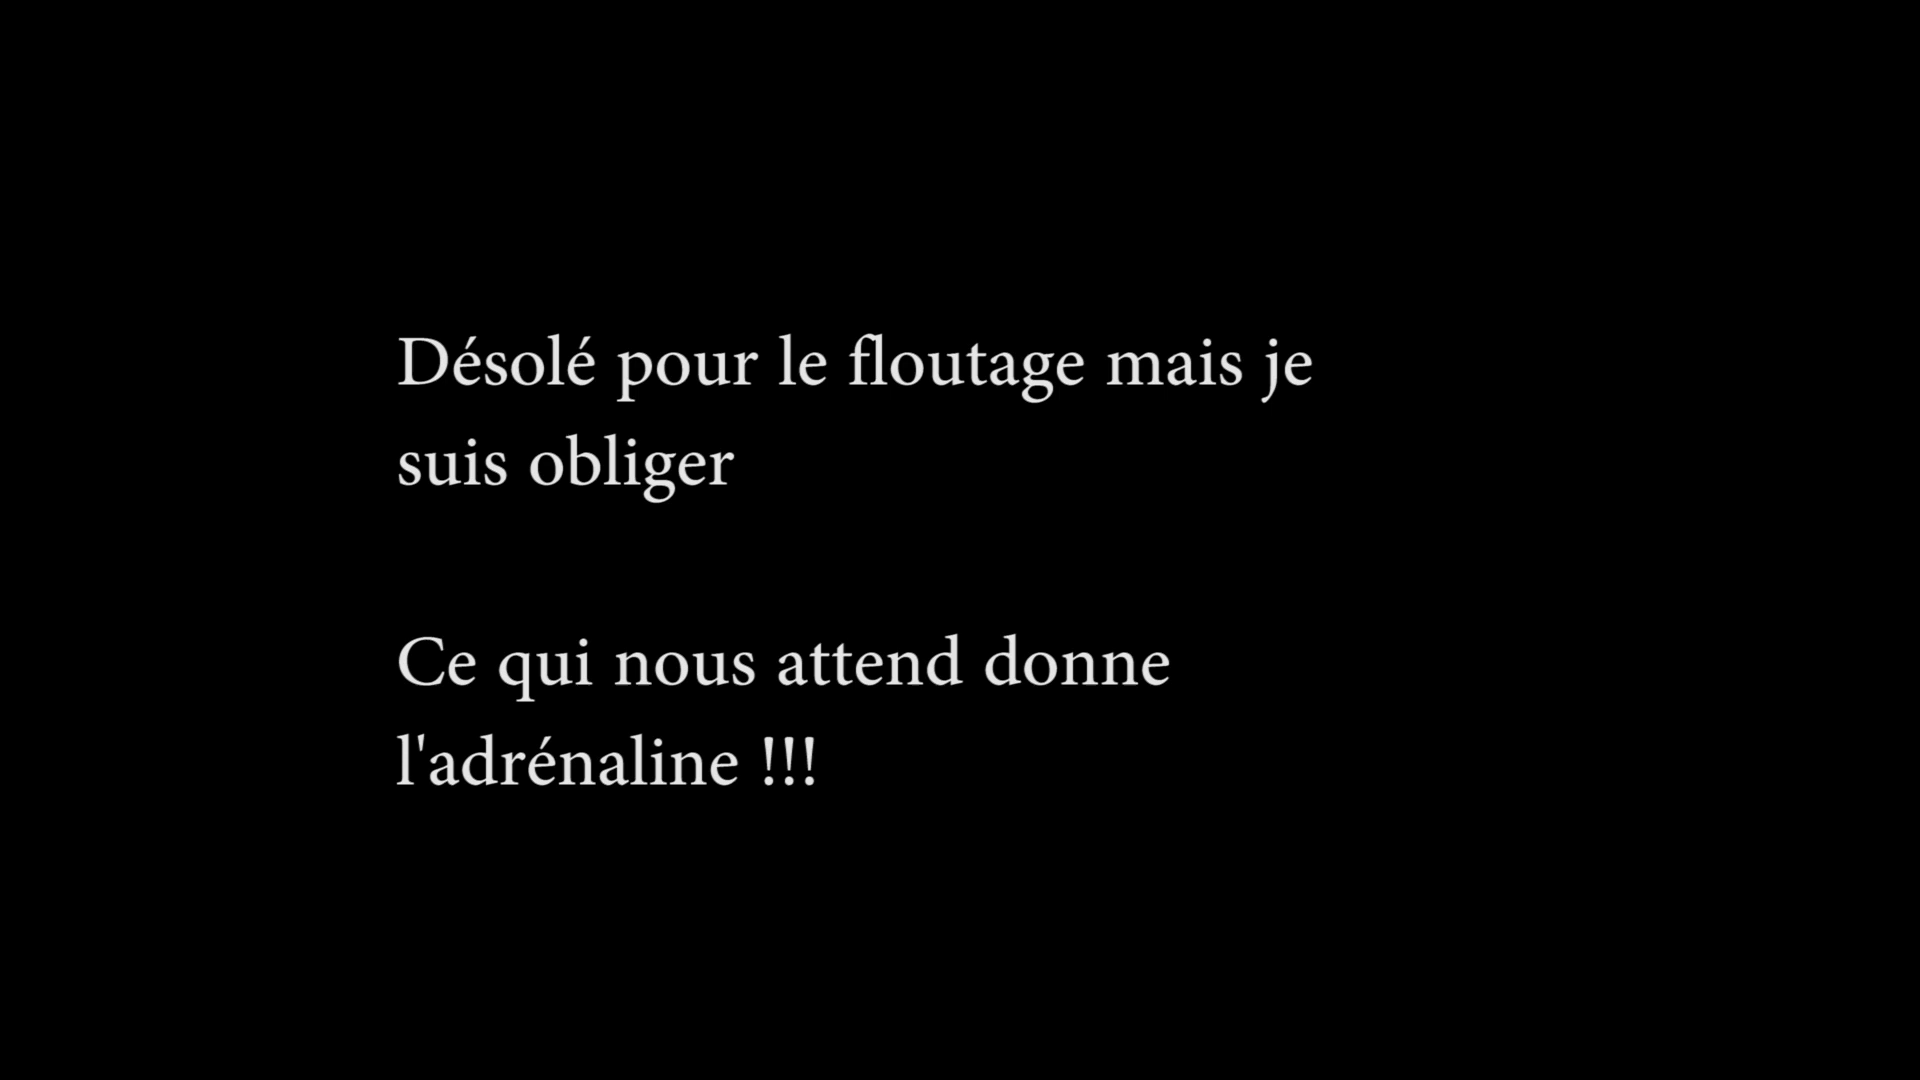 Désolé pour le floutage mais je
suis obliger
Ce qui nous attend donne
l'adrénaline !!!